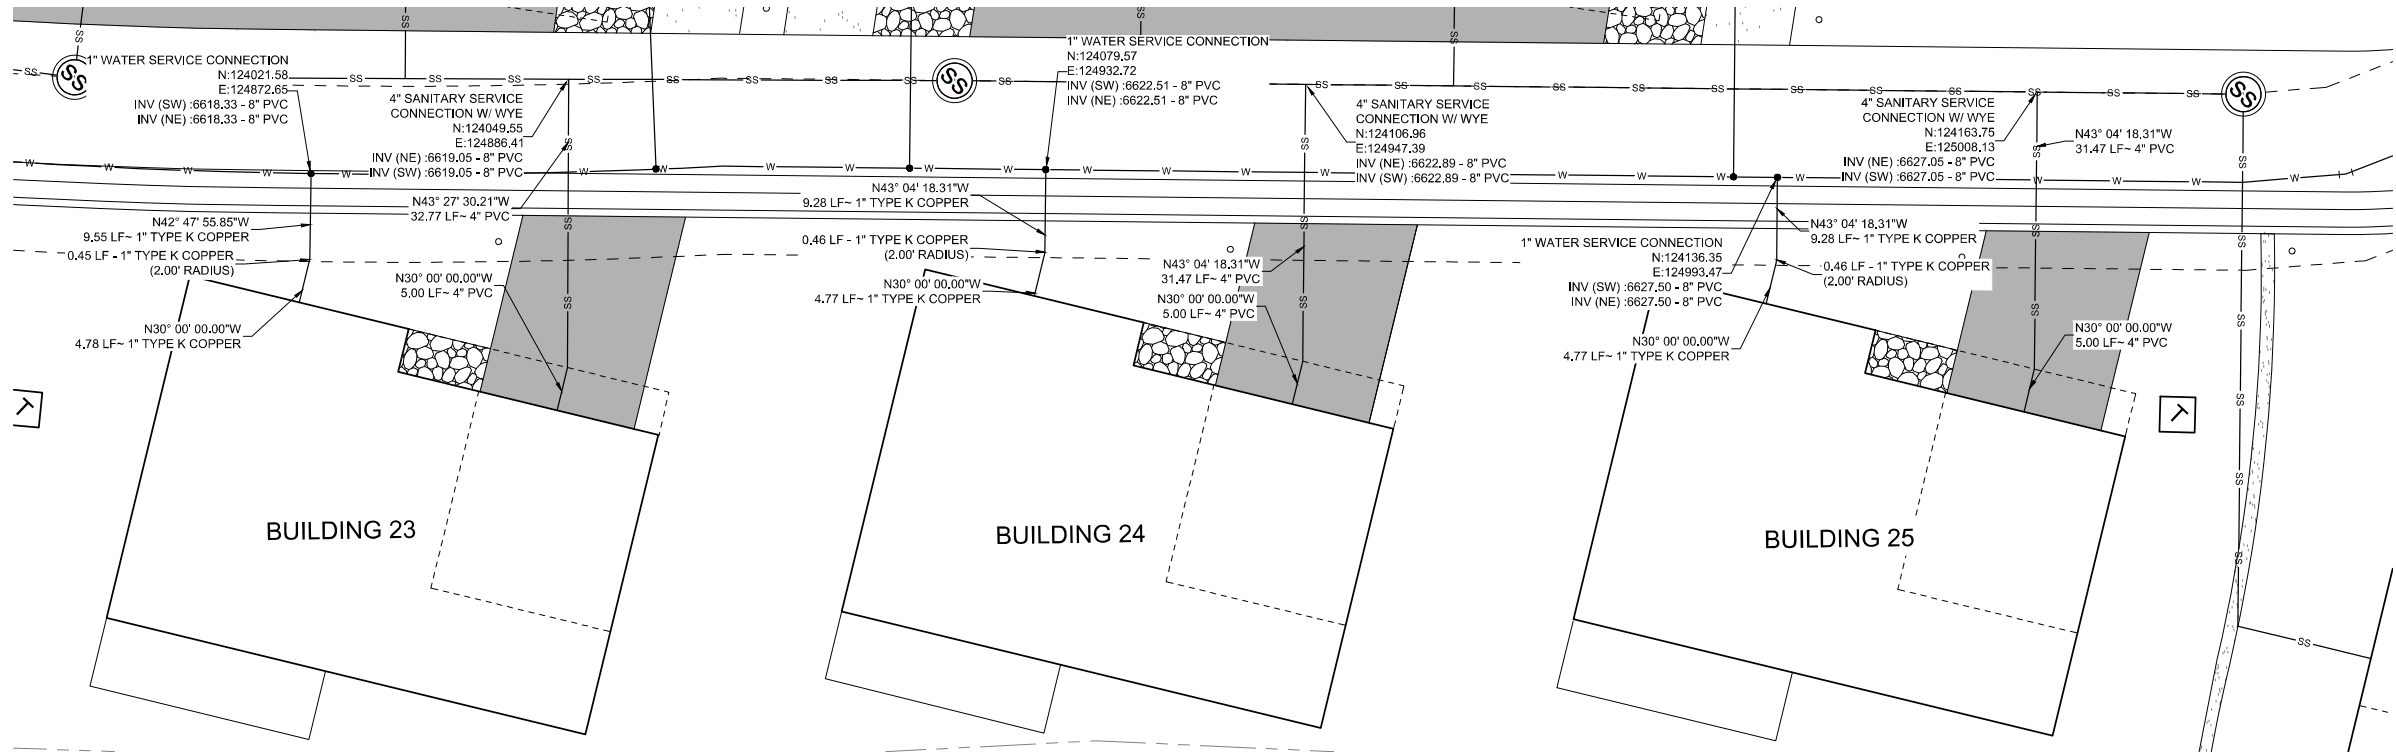 1" WATER SERVICE CONNECTION
N:124021.58
E:124872.65
INV (SW) :6618.33 - 8" PVC
INV (NE) :6618.33 - 8" PVC
4" SANITARY SERVICE
CONNECTION W/ WYE
N:124049.55
E:124886.41
INV (NE) :6619.05 - 8" PVC
INV (SW) :6619.05 - 8" PVC
1" WATER SERVICE CONNECTION
N:124079.57
E:124932.72
INV (SW) :6622.51 - 8" PVC
INV (NE) :6622.51 - 8" PVC
4" SANITARY SERVICE
CONNECTION W/ WYE
N:124106.96
E:124947.39
INV (NE) :6622.89 - 8" PVC
INV (SW) :6622.89 - 8" PVC
4" SANITARY SERVICE
CONNECTION W/ WYE
N:124163.75
E:125008.13
INV (NE) :6627.05 - 8" PVC
INV (SW) :6627.05 - 8" PVC
N43° 04' 18.31"W
31.47 LF~ 4" PVC
SS
SS
SS
N42° 47' 55.85"W
9.55 LF~ 1" TYPE K COPPER
0.45 LF - 1" TYPE K COPPER
(2.00' RADIUS)
N30° 00' 00.00"W
4.78 LF~ 1" TYPE K COPPER
N43° 27' 30.21"W
32.77 LF~ 4" PVC
N30° 00' 00.00"W
5.00 LF~ 4" PVC
N43° 04' 18.31"W
9.28 LF~ 1" TYPE K COPPER
0.46 LF - 1" TYPE K COPPER
(2.00' RADIUS)
N30° 00' 00.00"W
4.77 LF~ 1" TYPE K COPPER
N43° 04' 18.31"W
31.47 LF~ 4" PVC
N30° 00' 00.00"W
5.00 LF~ 4" PVC
1" WATER SERVICE CONNECTION
N:124136.35
E:124993.47
INV (SW) :6627.50 - 8" PVC
INV (NE) :6627.50 - 8" PVC
N43° 04' 18.31"W
9.28 LF~ 1" TYPE K COPPER
0.46 LF - 1" TYPE K COPPER
(2.00' RADIUS)
N30° 00' 00.00"W
4.77 LF~ 1" TYPE K COPPER
N30° 00' 00.00"W
5.00 LF~ 4" PVC
T
T
BUILDING 23
BUILDING 24
BUILDING 25